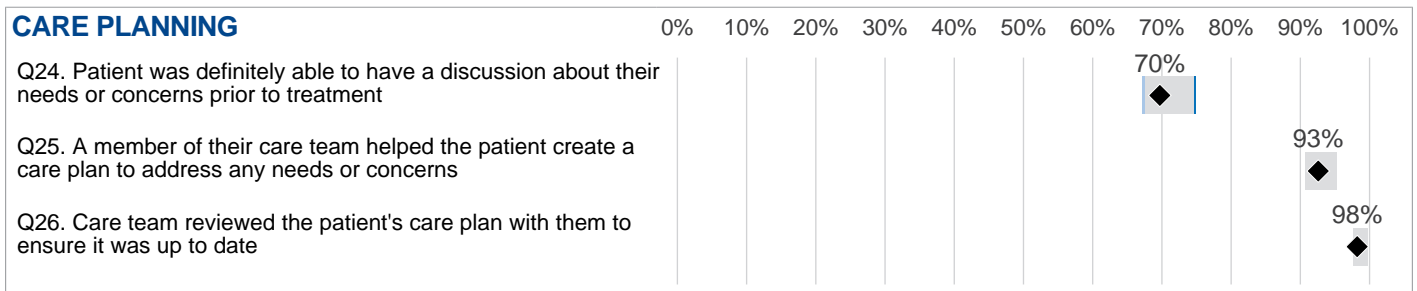 CARE PLANNING
0% 10% 20% 30% 40% 50% 60% 70% 80% 90% 100%
Q24. Patient was definitely able to have a discussion about their
needs or concerns prior to treatment
70%
Q25. A member of their care team helped the patient create a
care plan to address any needs or concerns
93%
Q26. Care team reviewed the patient's care plan with them to
ensure it was up to date
98%